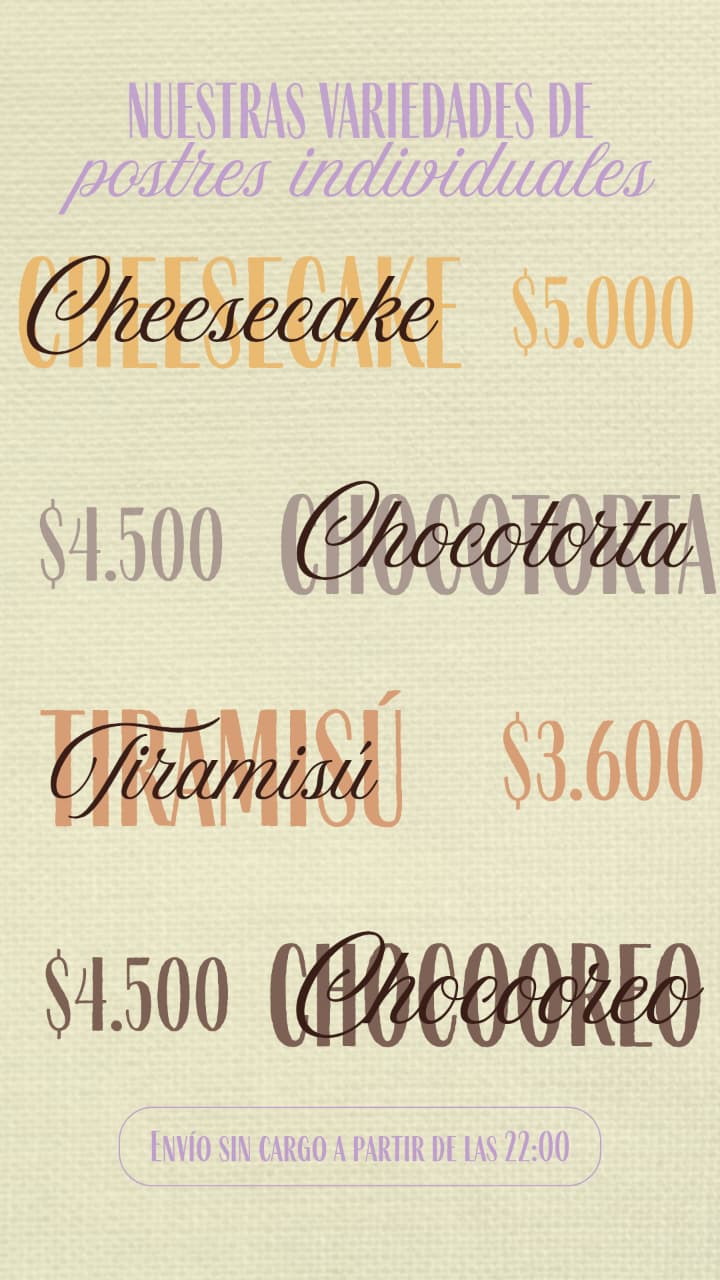 NUESTRAS VARIEDADES DE
postres individuales
CHEESECAKE
Cheesecake $5.000
CHOCOTORTA
$4.500 Chocotorta
TIRAMISÚ
Tiramisú $3.600
CHOCOOREO
$4.500 Chocooreo
ENVÍO SIN CARGO A PARTIR DE LAS 22:00